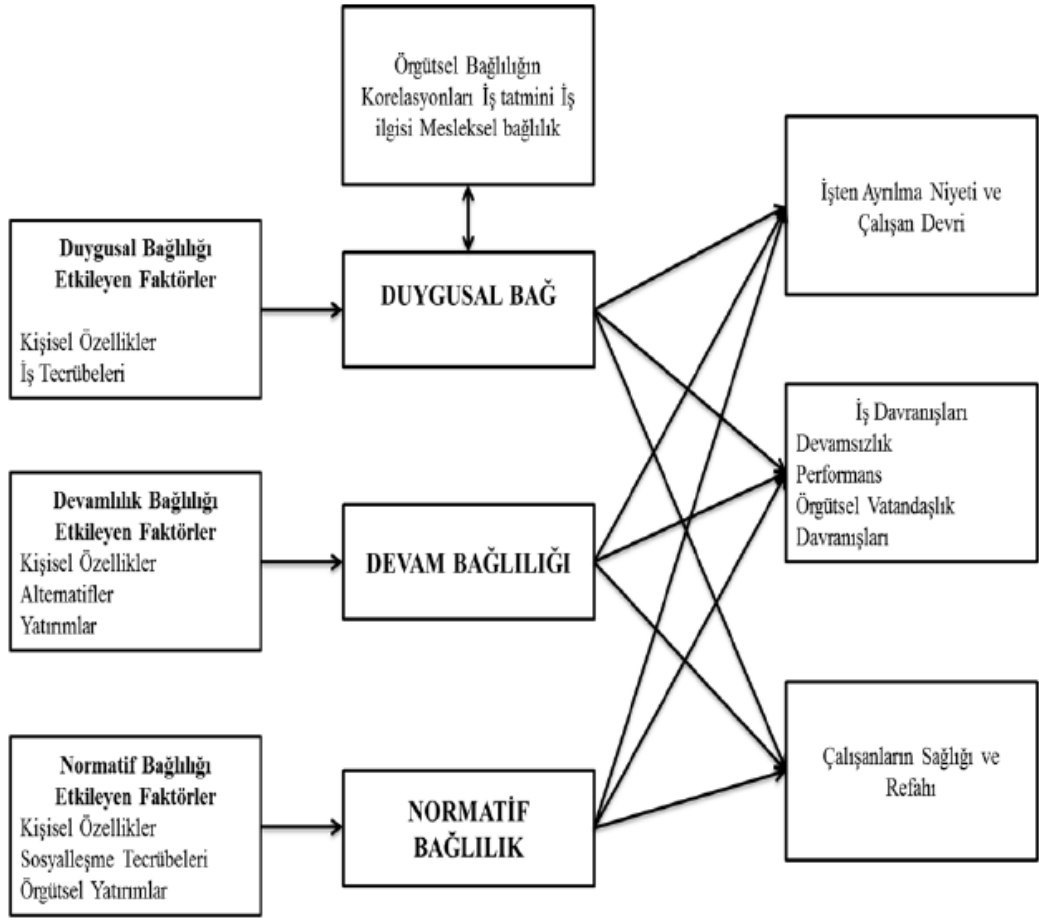 Örgütsel Bağlılığın
Korelasyonları İş tatmini İş
ilgisi Mesleksel bağlılık
Duygusal Bağlılığı
Etkileyen Faktörler
Kişisel Özellikler
İş Tecrübeleri
DUYGUSAL BAĞ
İşten Ayrılma Niyeti ve
Çalışan Devri
Devamlılık Bağlılığı
Etkileyen Faktörler
Kişisel Özellikler
Alternatifler
Yatırımlar
DEVAM BAĞLILIĞI
İş Davranışları
Devamsızlık
Performans
Örgütsel Vatandaşlık
Davranışları
Normatif Bağlılığı
Etkileyen Faktörler
Kişisel Özellikler
Sosyalleşme Tecrübeleri
Örgütsel Yatırımlar
NORMATİF
BAĞLILIK
Çalışanların Sağlığı ve
Refahı